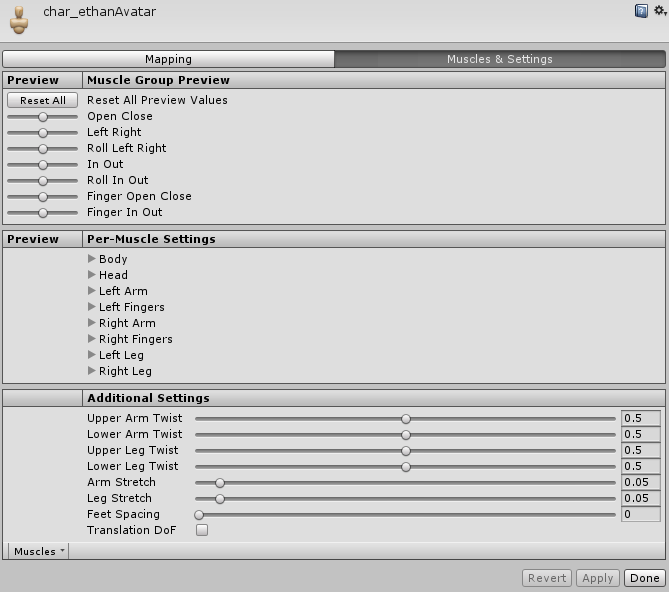 char_ethanAvatar
Mapping
Muscles & Settings
Preview
Muscle Group Preview
Reset All
Reset All Preview Values
Open Close
Left Right
Roll Left Right
In Out
Roll In Out
Finger Open Close
Finger In Out
Preview
Per-Muscle Settings
Body
Head
Left Arm
Left Fingers
Right Arm
Right Fingers
Left Leg
Right Leg
Additional Settings
Upper Arm Twist 0.5
Lower Arm Twist 0.5
Upper Leg Twist 0.5
Lower Leg Twist 0.5
Arm Stretch 0.05
Leg Stretch 0.05
Feet Spacing 0
Translation DoF
Muscles
Revert Apply Done